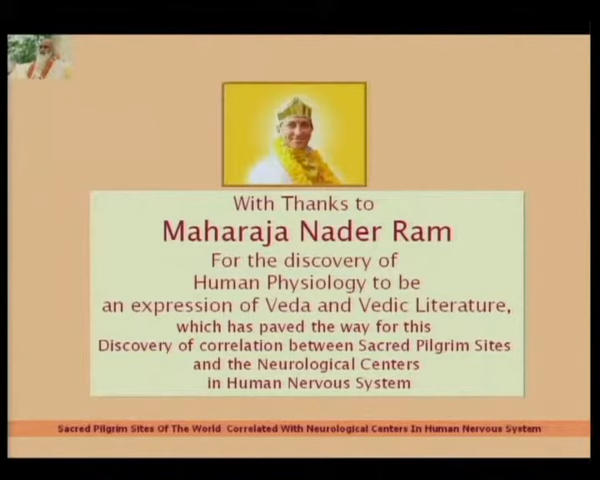 With Thanks to
Maharaja Nader Ram
For the discovery of
Human Physiology to be
an expression of Veda and Vedic Literature,
which has paved the way for this
Discovery of correlation between Sacred Pilgrim Sites
and the Neurological Centers
in Human Nervous System
Sacred Pilgrim Sites Of The World Correlated With Neurological Centers In Human Nervous System